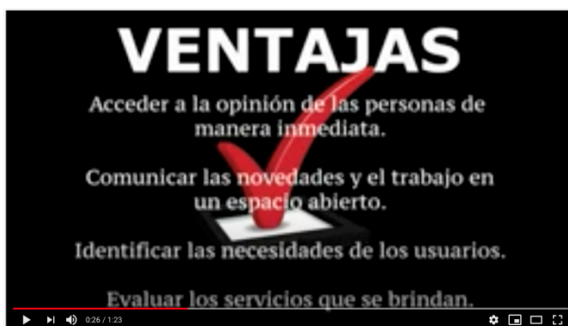 VENTAJAS
Acceder a la opinión de las personas de
manera inmediata.
Comunicar las novedades y el trabajo en
un espacio abierto.
Identificar las necesidades de los usuarios.
Evaluar los servicios que se brindan.
0:26 / 1:23